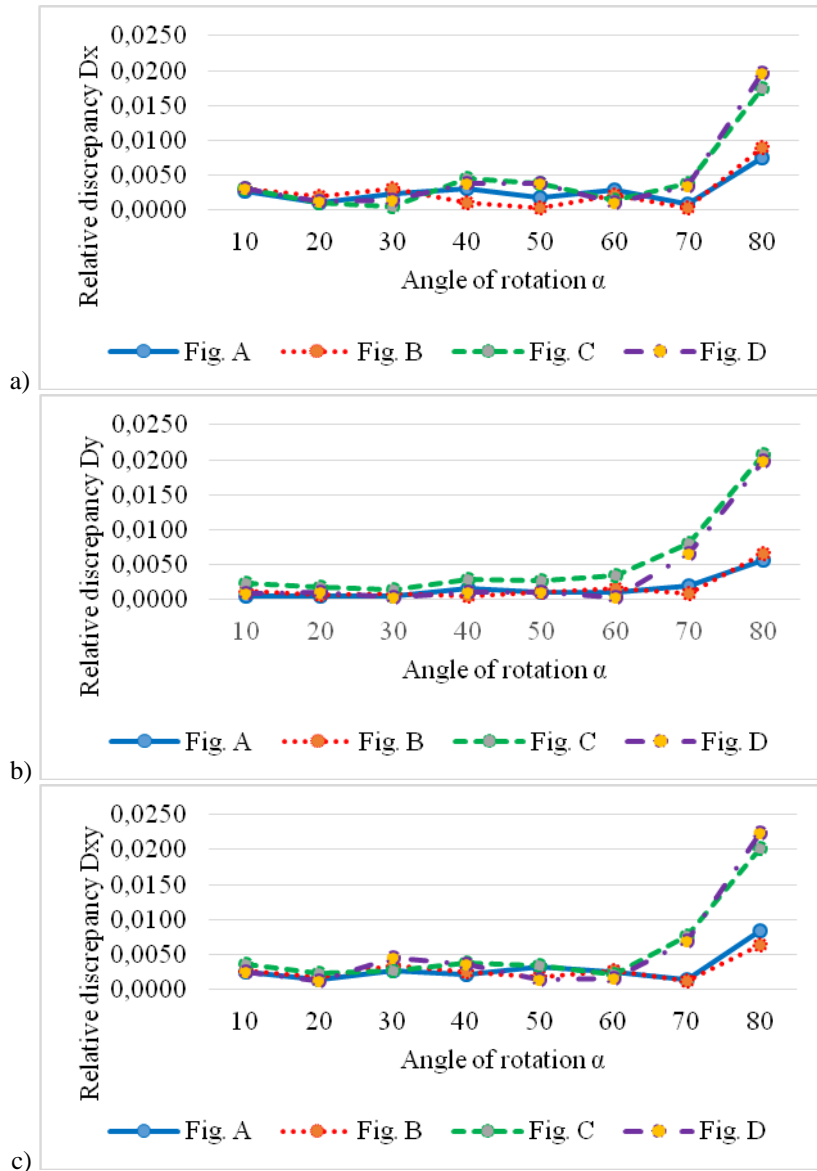 Relative discrepancy Dx
0,0250
0,0200
0,0150
0,0100
0,0050
0,0000
10 20 30 40 50 60 70 80
Angle of rotation α
Fig. A Fig. B Fig. C Fig. D
a)
Relative discrepancy Dy
0,0250
0,0200
0,0150
0,0100
0,0050
0,0000
10 20 30 40 50 60 70 80
Angle of rotation α
Fig. A Fig. B Fig. C Fig. D
b)
Relative discrepancy Dxy
0,0250
0,0200
0,0150
0,0100
0,0050
0,0000
10 20 30 40 50 60 70 80
Angle of rotation α
Fig. A Fig. B Fig. C Fig. D
c)